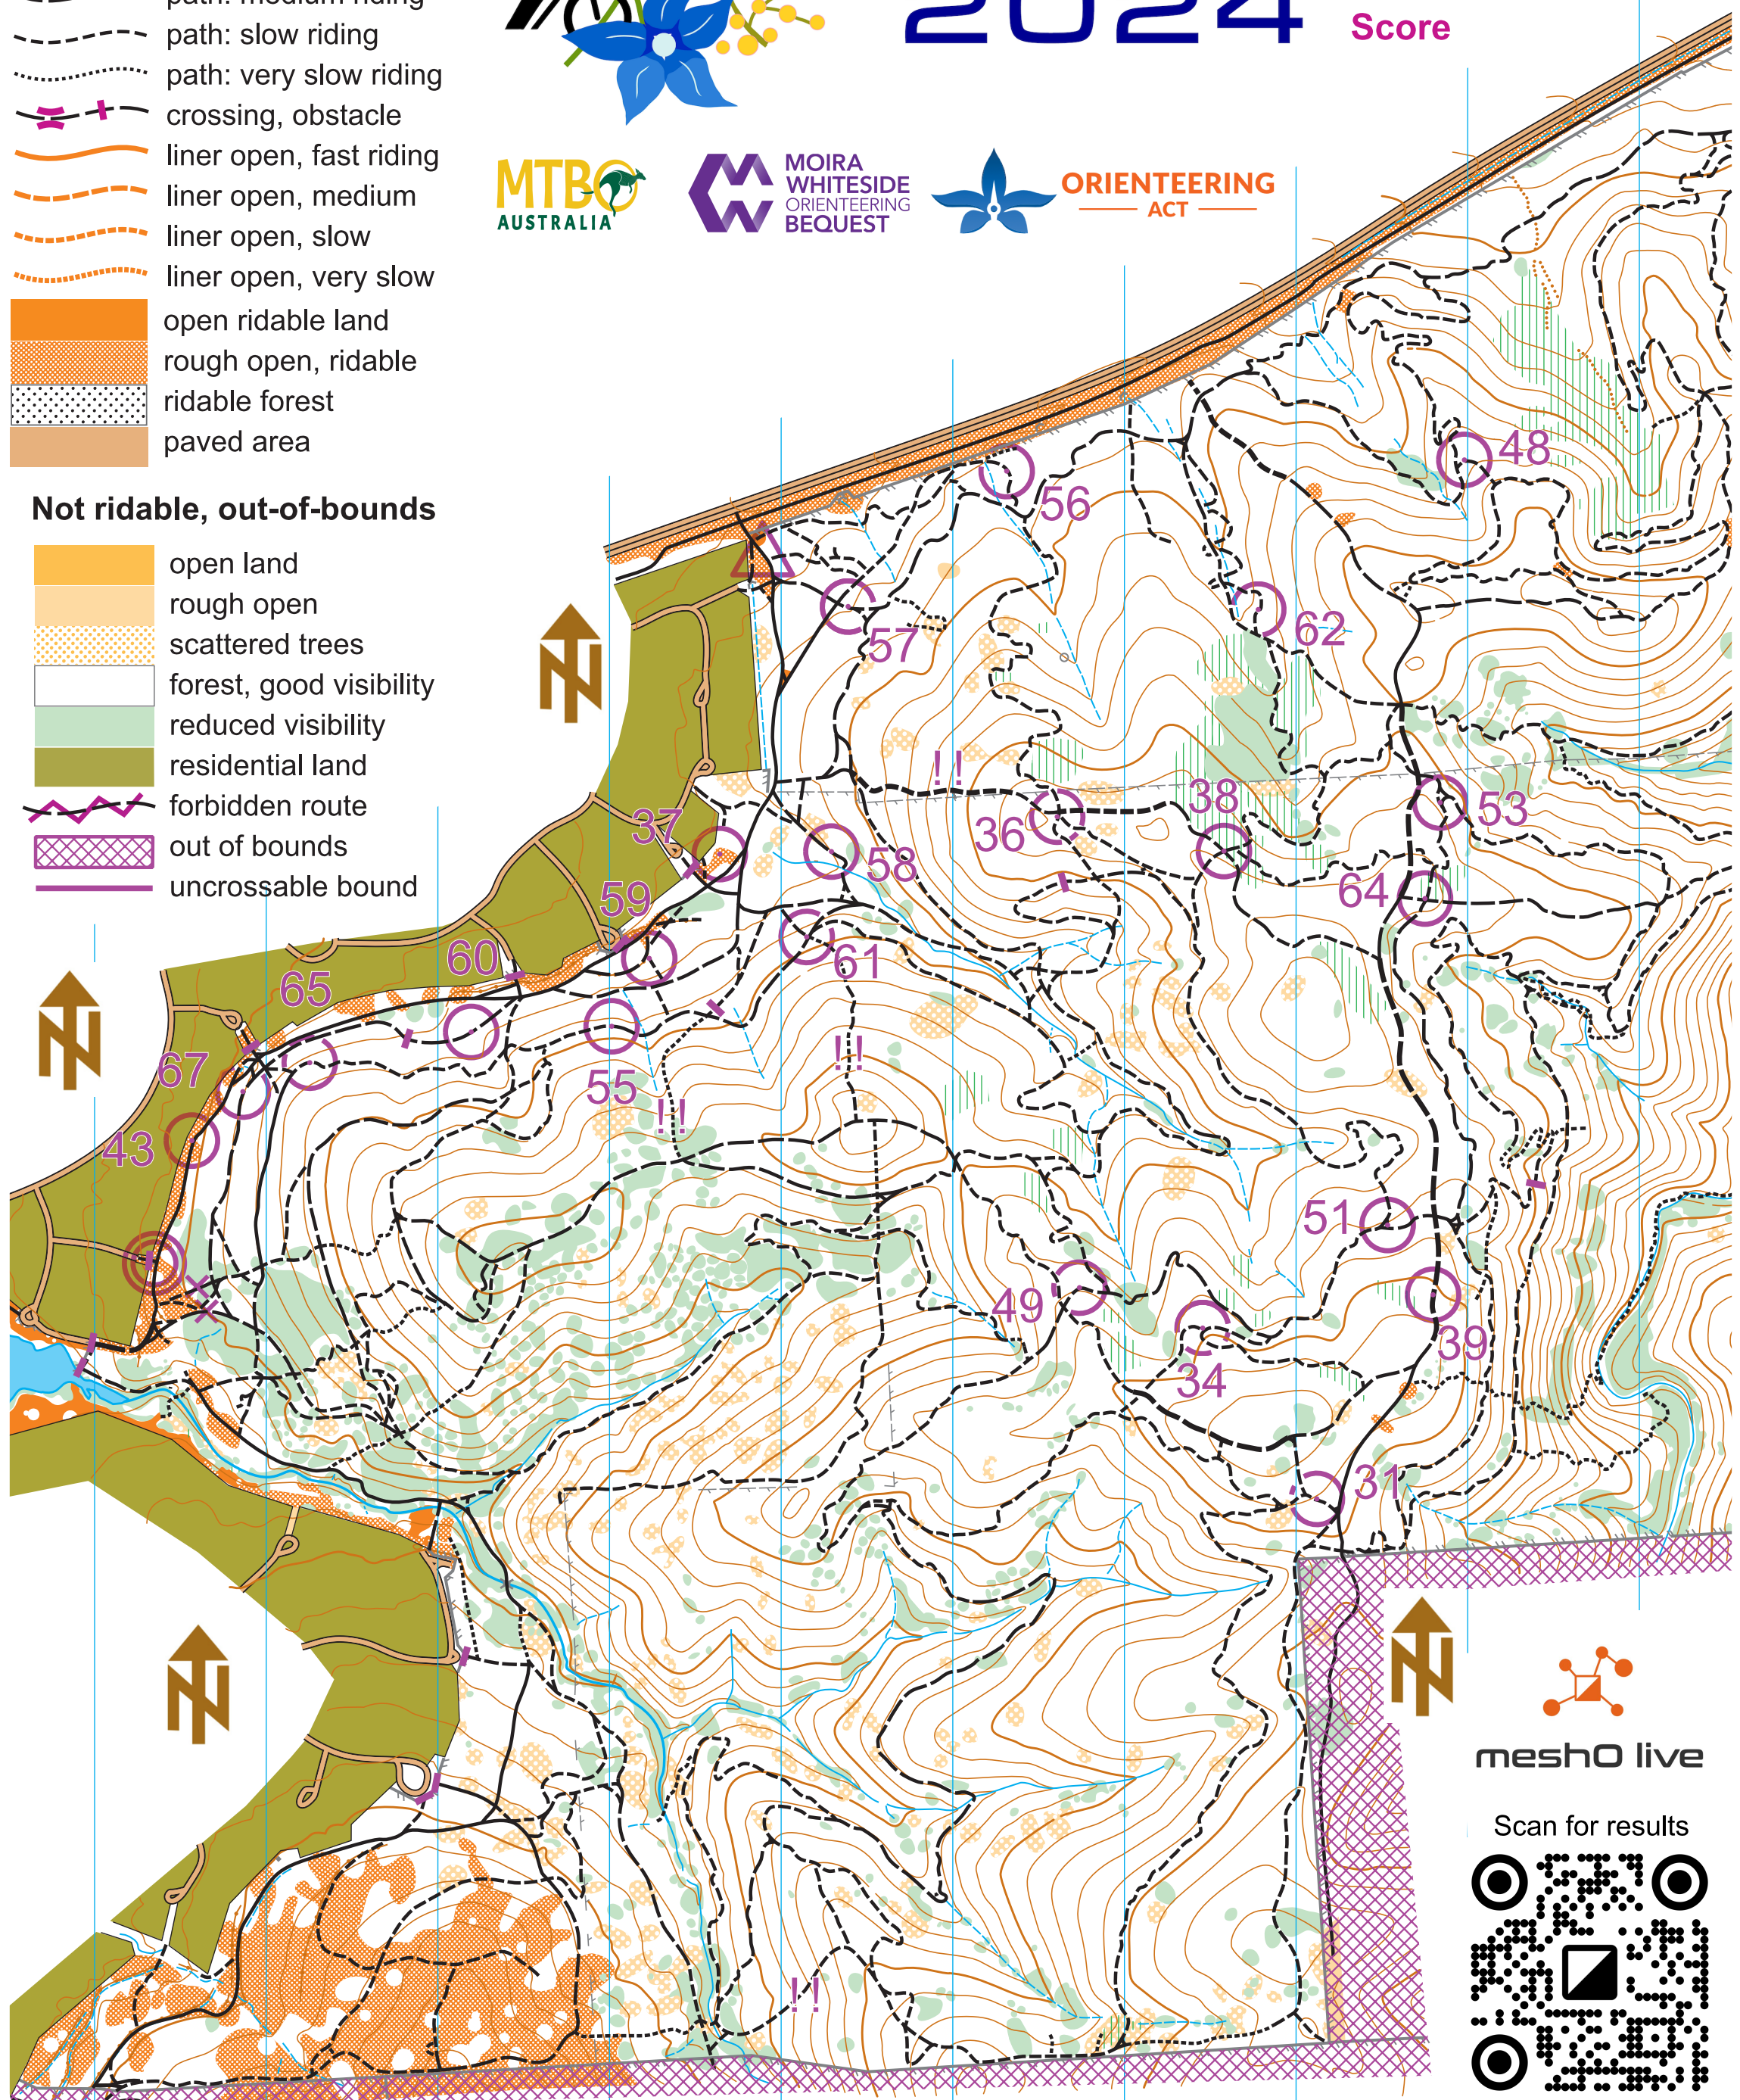 path: medium riding
path: slow riding
path: very slow riding
crossing, obstacle
liner open, fast riding
liner open, medium
liner open, slow
liner open, very slow
open ridable land
rough open, ridable
ridable forest
paved area
Not ridable, out-of-bounds
open land
rough open
scattered trees
forest, good visibility
reduced visibility
residential land
forbidden route
out of bounds
uncrossable bound
2024
Score
MTBO
AUSTRALIA
MOIRA
WHITESIDE
ORIENTEERING
BEQUEST
ORIENTEERING
ACT
48
56
57
62
!!
37
36
38
53
58
59
64
60
61
65
67
!!
55
!!
43
51
49
39
34
31
N
N
N
N
meshO live
Scan for results
!!